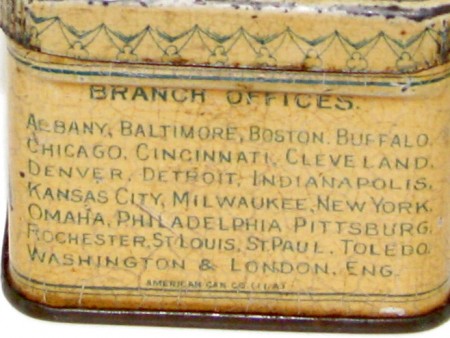 BRANCH OFFICES.
ALBANY, BALTIMORE, BOSTON. BUFFALO.
CHICAGO. CINCINNATI, CLEVELAND.
DENVER. DETROIT. INDIANAPOLIS.
KANSAS CITY, MILWAUKEE, NEW YORK.
OMAHA, PHILADELPHIA PITTSBURG.
ROCHESTER, ST. LOUIS, ST. PAUL, TOLEDO.
WASHINGTON & LONDON, ENG.
AMERICAN CAN CO.